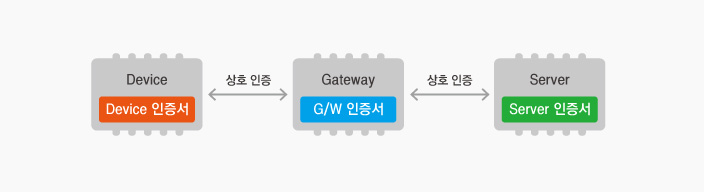 Device
Device 인증서
상호 인증
Gateway
G/W 인증서
상호 인증
Server
Server 인증서